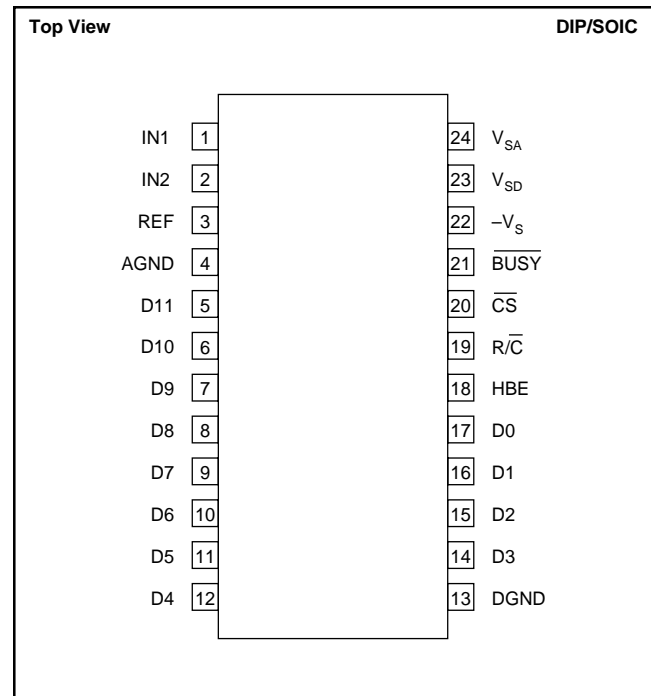 Top View DIP/SOIC
IN1 1 24 V_SA
IN2 2 23 V_SD
REF 3 22 –V_S
AGND 4 21 B̅U̅S̅Y̅
D11 5 20 C̅S̅
D10 6 19 R/C̅
D9 7 18 HBE
D8 8 17 D0
D7 9 16 D1
D6 10 15 D2
D5 11 14 D3
D4 12 13 DGND